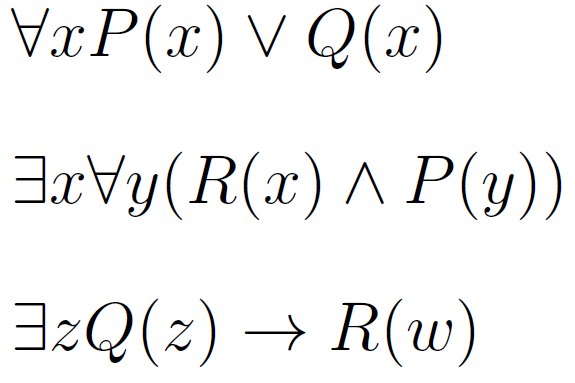 ∀xP(x) ∨ Q(x)
∃x∀y(R(x) ∧ P(y))
∃zQ(z) → R(w)